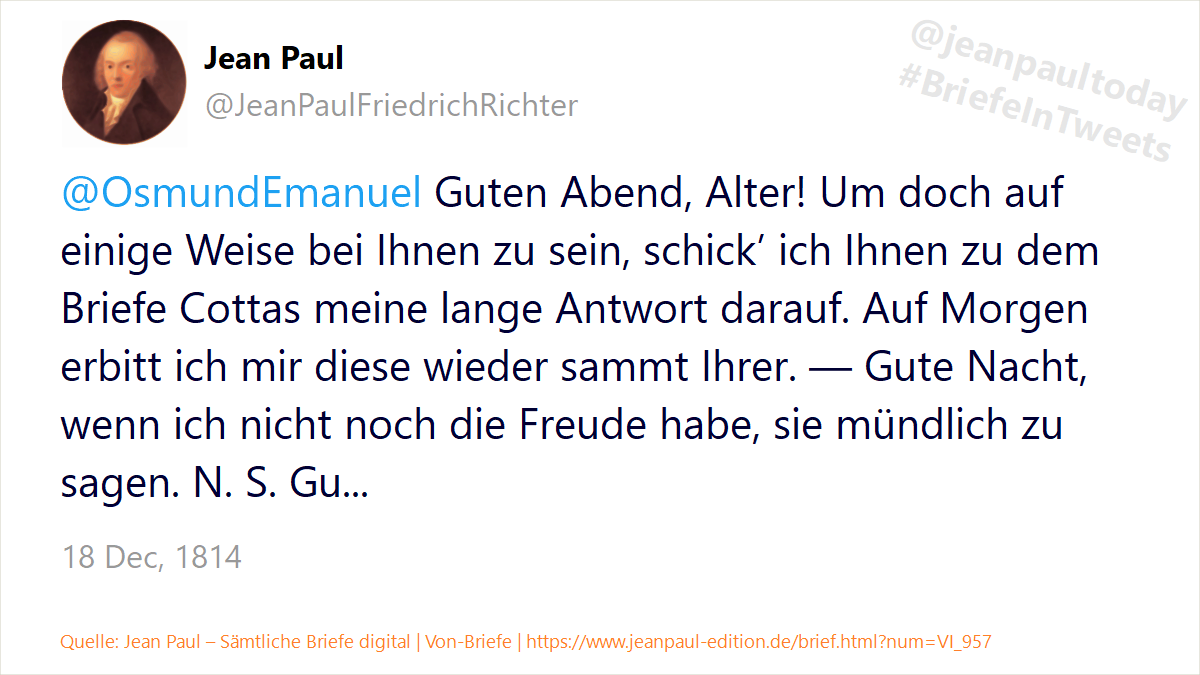 Jean Paul
@JeanPaulFriedrichRichter
@jeanpaultoday
#BriefeInTweets
@OsmundEmanuel Guten Abend, Alter! Um doch auf
einige Weise bei Ihnen zu sein, schick’ ich Ihnen zu dem
Briefe Cottas meine lange Antwort darauf. Auf Morgen
erbitt ich mir diese wieder sammt Ihrer. — Gute Nacht,
wenn ich nicht noch die Freude habe, sie mündlich zu
sagen. N. S. Gu...
18 Dec, 1814
Quelle: Jean Paul – Sämtliche Briefe digital | Von-Briefe | https://www.jeanpaul-edition.de/brief.html?num=VI_957